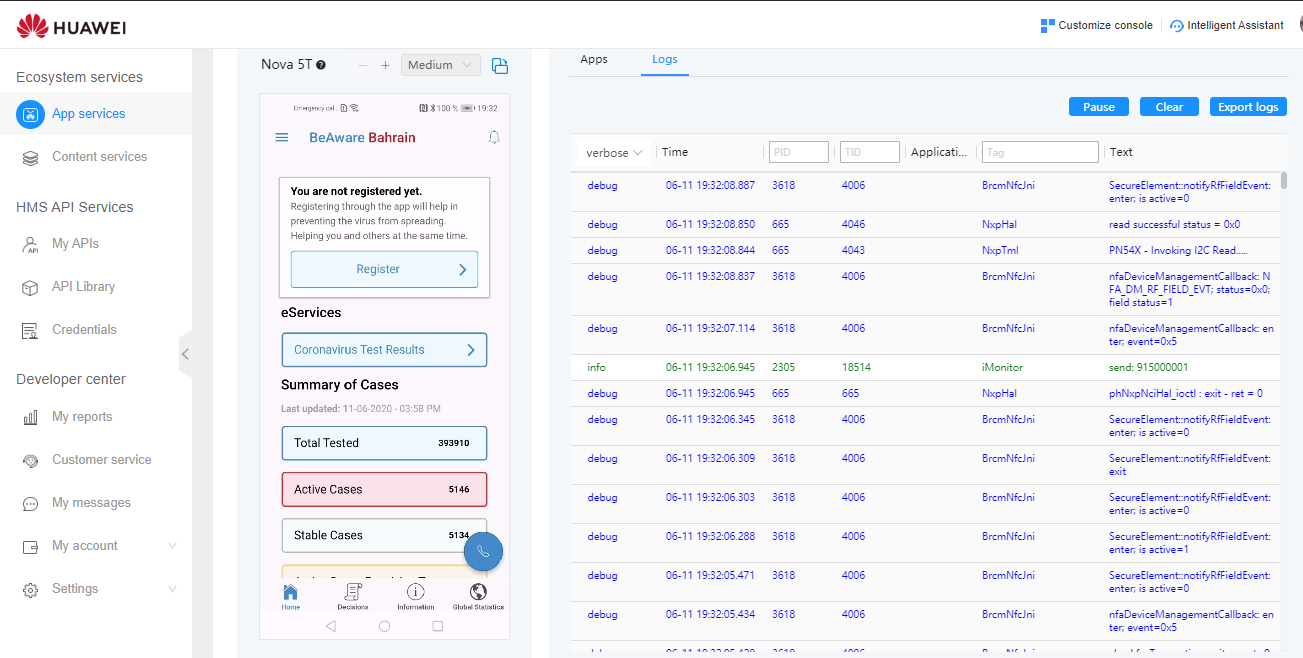 HUAWEI
Customize console
Intelligent Assistant
Ecosystem services
App services
Content services
HMS API Services
My APIs
API Library
Credentials
Developer center
My reports
Customer service
My messages
My account
Settings
Nova 5T
Medium
Emergency cal... 100 % 19:32
BeAware Bahrain
You are not registered yet.
Registering through the app will help in
preventing the virus from spreading.
Helping you and others at the same time.
Register
eServices
Coronavirus Test Results
Summary of Cases
Last updated: 11-06-2020 - 03:58 PM
Total Tested 393910
Active Cases 5146
Stable Cases 5134
Home Decisions Information Global Statistics
Apps Logs
Pause Clear Export logs
verbose Time PID TID Applicati... Tag Text
debug 06-11 19:32:08.887 3618 4006 BrcmNfcJni SecureElement::notifyRfFieldEvent:
enter; is active=0
debug 06-11 19:32:08.850 665 4046 NxpHal read successful status = 0x0
debug 06-11 19:32:08.844 665 4043 NxpTml PN54X - Invoking I2C Read.....
debug 06-11 19:32:08.837 3618 4006 BrcmNfcJni nfaDeviceManagementCallback: N
FA_DM_RF_FIELD_EVT; status=0x0;
field status=1
debug 06-11 19:32:07.114 3618 4006 BrcmNfcJni nfaDeviceManagementCallback: en
ter; event=0x5
info 06-11 19:32:06.945 2305 18514 iMonitor send: 915000001
debug 06-11 19:32:06.945 665 665 NxpHal phNxpNciHal_ioctl : exit - ret = 0
debug 06-11 19:32:06.345 3618 4006 BrcmNfcJni SecureElement::notifyRfFieldEvent:
enter; is active=0
debug 06-11 19:32:06.309 3618 4006 BrcmNfcJni SecureElement::notifyRfFieldEvent:
exit
debug 06-11 19:32:06.303 3618 4006 BrcmNfcJni SecureElement::notifyRfFieldEvent:
enter; is active=0
debug 06-11 19:32:06.288 3618 4006 BrcmNfcJni SecureElement::notifyRfFieldEvent:
enter; is active=1
debug 06-11 19:32:05.471 3618 4006 BrcmNfcJni SecureElement::notifyRfFieldEvent:
enter; is active=0
debug 06-11 19:32:05.434 3618 4006 BrcmNfcJni nfaDeviceManagementCallback: en
ter; event=0x5